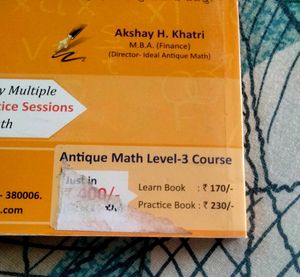 Akshay H. Khatri
M.B.A. (Finance)
(Director- Ideal Antique Math)
Multiple
ice Sessions
th
Antique Math Level-3 Course
Just in
Learn Book : ₹ 170/-
Practice Book : ₹ 230/-
- 380006.
.com